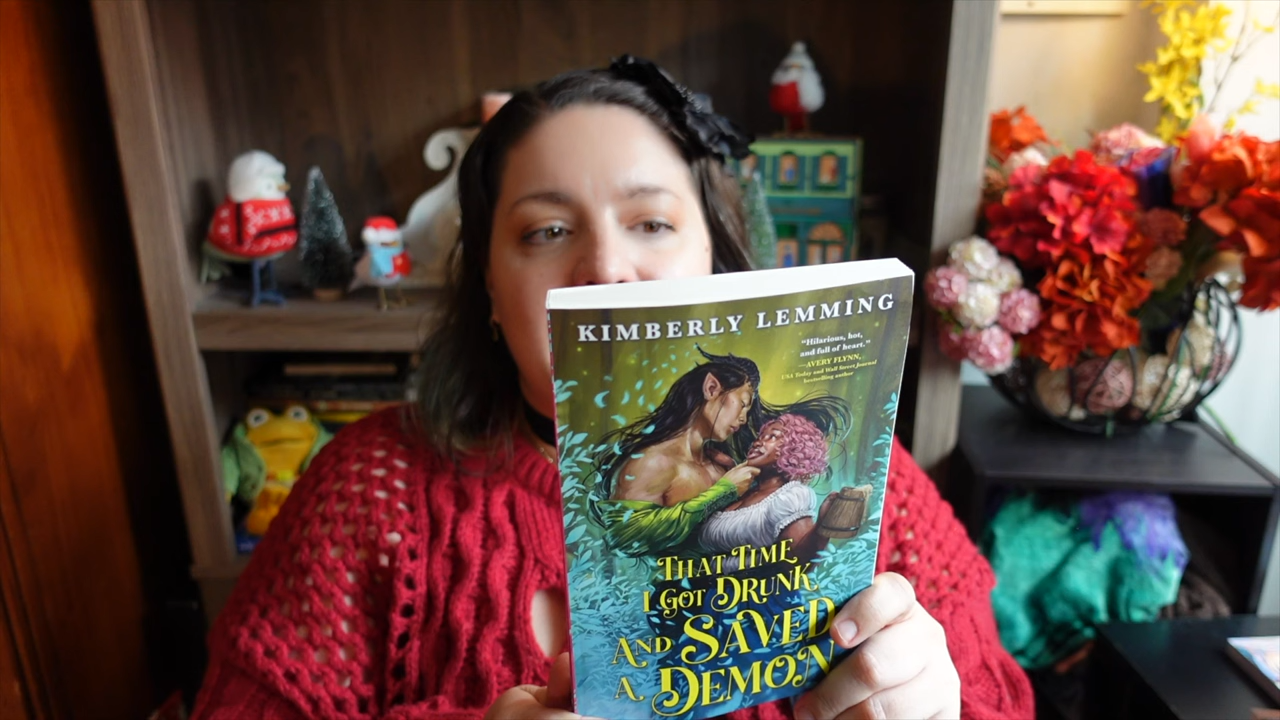 KIMBERLY LEMMING
"Hilarious, hot,
and full of heart."
—AVERY FLYNN,
USA Today and Wall Street Journal
bestselling author
THAT TIME
I GOT DRUNK
AND SAVED
A DEMON